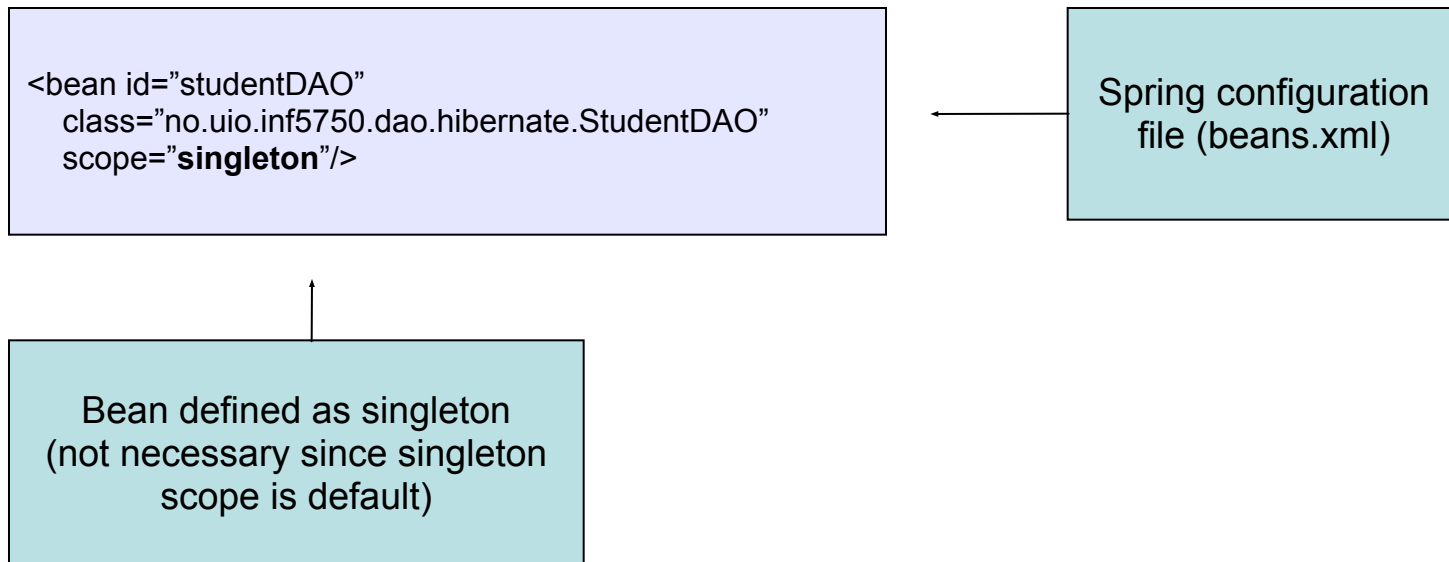 <bean id=”studentDAO”
class=”no.uio.inf5750.dao.hibernate.StudentDAO”
scope=”singleton”/>
Spring configuration
file (beans.xml)
Bean defined as singleton
(not necessary since singleton
scope is default)